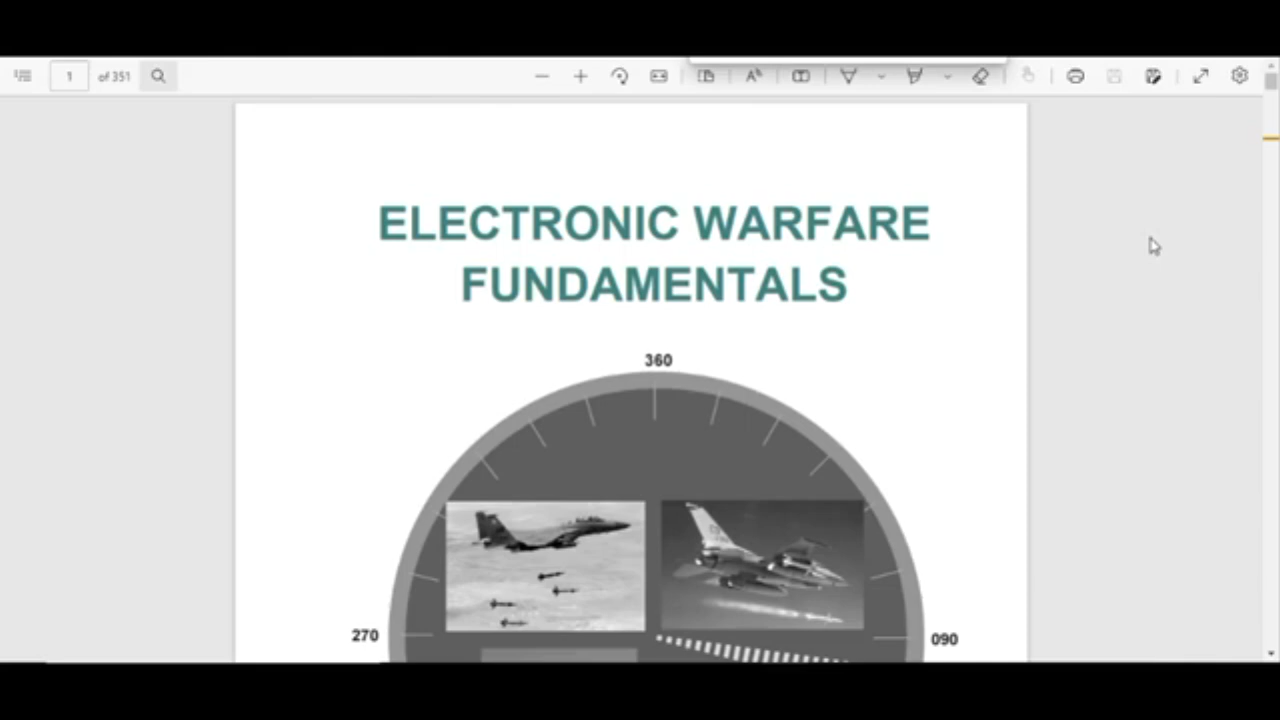 1 of 351
ELECTRONIC WARFARE
FUNDAMENTALS
360
270
090